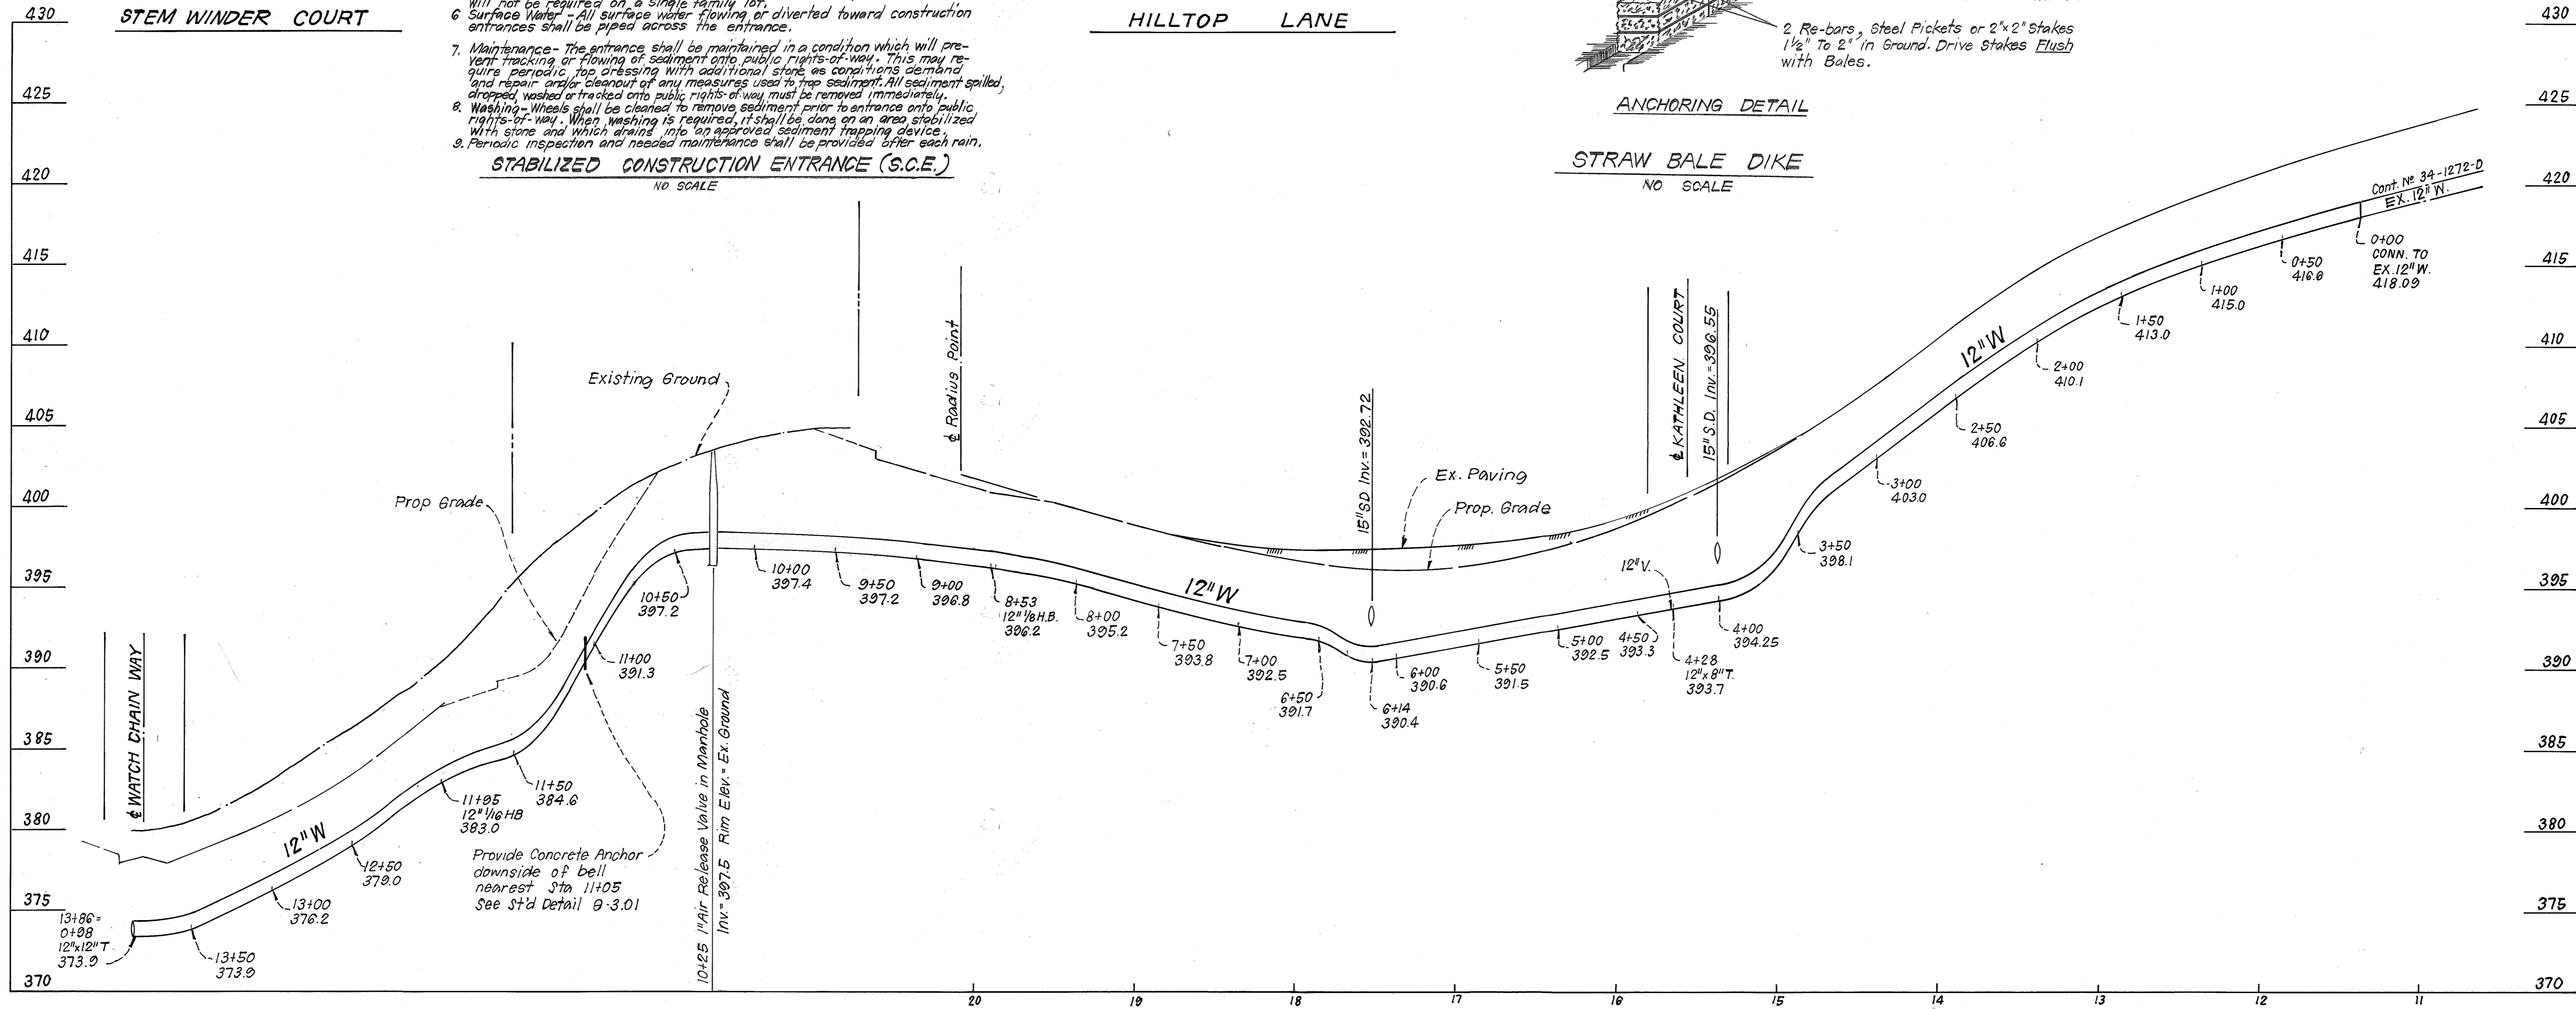 STEM WINDER COURT
will not be required on a single family lot.
6 Surface Water - All surface water flowing or diverted toward construction
entrances shall be piped across the entrance.
7. Maintenance - The entrance shall be maintained in a condition which will pre-
vent tracking or flowing of sediment onto public rights-of-way. This may re-
quire periodic top dressing with additional stone as conditions demand
and repair and/or cleanout of any measures used to trap sediment. All sediment spilled,
dropped, washed or tracked onto public rights-of-way must be removed immediately.
8. Washing - Wheels shall be cleaned to remove sediment prior to entrance onto public
rights-of-way. When washing is required, it shall be done on an area stabilized
with stone and which drains into an approved sediment trapping device.
9. Periodic inspection and needed maintenance shall be provided after each rain.
STABILIZED CONSTRUCTION ENTRANCE (S.C.E.)
NO SCALE
HILLTOP LANE
2 Re-bars, Steel Pickets or 2"x2" Stakes
1½" To 2" in Ground. Drive Stakes Flush
with Bales.
ANCHORING DETAIL
STRAW BALE DIKE
NO SCALE
430
425
420
415
410
405
400
395
390
385
380
375
370
430
425
420
415
410
405
400
395
390
385
380
375
370
Cont. Nº 34-1272-D
EX. 12" W.
0+00
CONN. TO
EX. 12" W.
418.09
0+50
416.8
1+00
415.0
1+50
413.0
2+00
410.1
2+50
406.6
3+00
403.0
3+50
398.1
12"W
℄ KATHLEEN COURT
15" S.D. Inv.=396.55
12"V.
4+00
394.25
4+28
12"x8"T.
393.7
4+50
393.3
5+00
392.5
5+50
391.5
6+00
390.6
6+14
390.4
6+50
391.7
15" SD Inv.=392.72
Ex. Paving
Prop. Grade
12"W
7+00
392.5
7+50
393.8
8+00
395.2
8+53
12" 1/8 H.B.
396.2
9+00
396.8
9+50
397.2
10+00
397.4
℄ Radius Point
Existing Ground
Prop Grade
10+50
397.2
11+00
391.3
10+25 1" Air Release Valve in Manhole
Inv.= 397.5 Rim Elev.= Ex. Ground
11+50
384.6
11+95
12" 1/16 HB
383.0
Provide Concrete Anchor
downside of bell
nearest Sta 11+05
See St'd Detail G-3.01
12"W
12+50
379.0
13+00
376.2
13+50
373.9
13+86=
0+98
12"x12" T
373.9
℄ WATCH CHAIN WAY
20
19
18
17
16
15
14
13
12
11